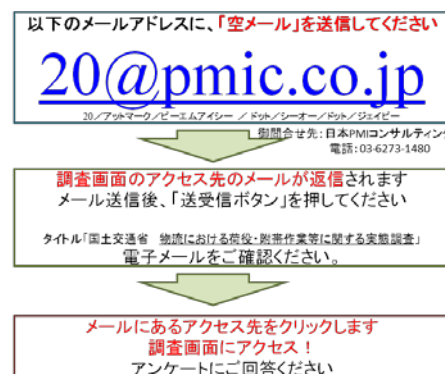 以下のメールアドレスに、「空メール」を送信してください
20@pmic.co.jp
20／アットマーク／ピーエムアイシー ／ドット／シーオー／ドット／ジェイピー
御問合せ先：日本PMIコンサルティン
電話：03-6273-1480
調査画面のアクセス先のメールが返信されます
メール送信後、「送受信ボタン」を押してください
タイトル「国土交通省　物流における荷役・附帯作業等に関する実態調査」
電子メールをご確認ください。
メールにあるアクセス先をクリックします
調査画面にアクセス！
アンケートにご回答ください